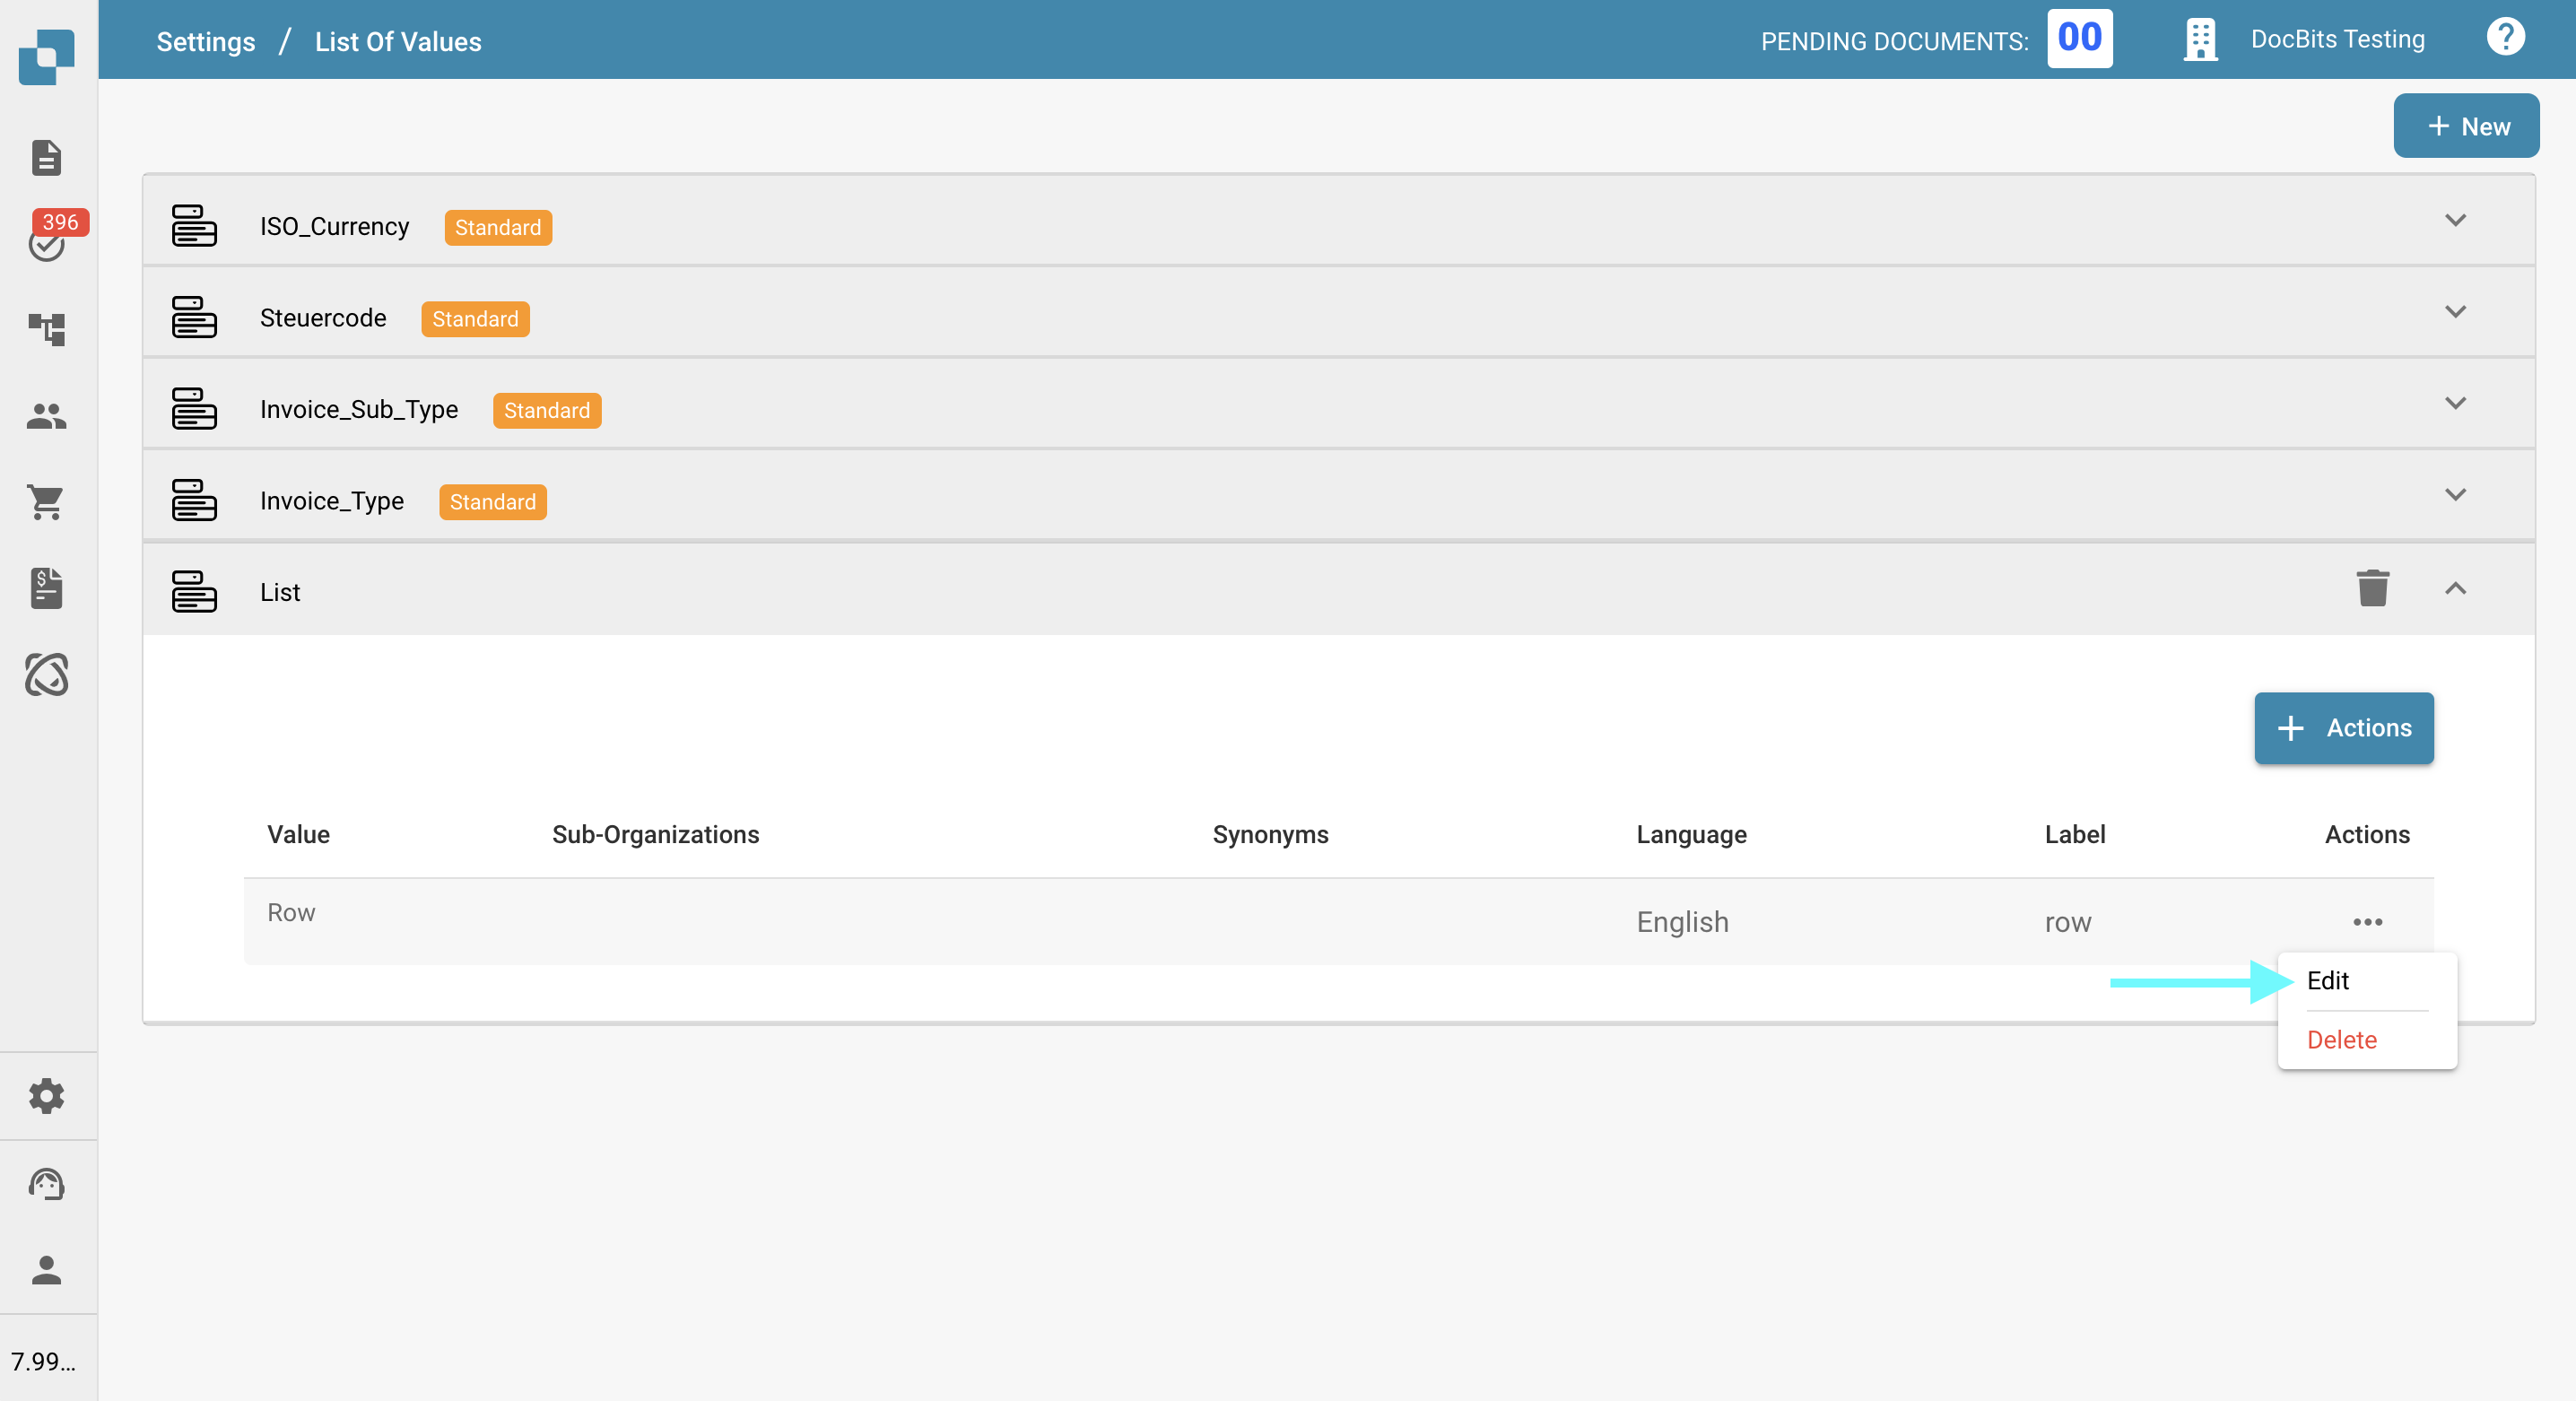 Settings / List Of Values
PENDING DOCUMENTS: 00
DocBits Testing
?
+ New
396
ISO_Currency Standard
Steuercode Standard
Invoice_Sub_Type Standard
Invoice_Type Standard
List
+ Actions
Value Sub-Organizations Synonyms Language Label Actions
Row English row ...
Edit
Delete
7.99...